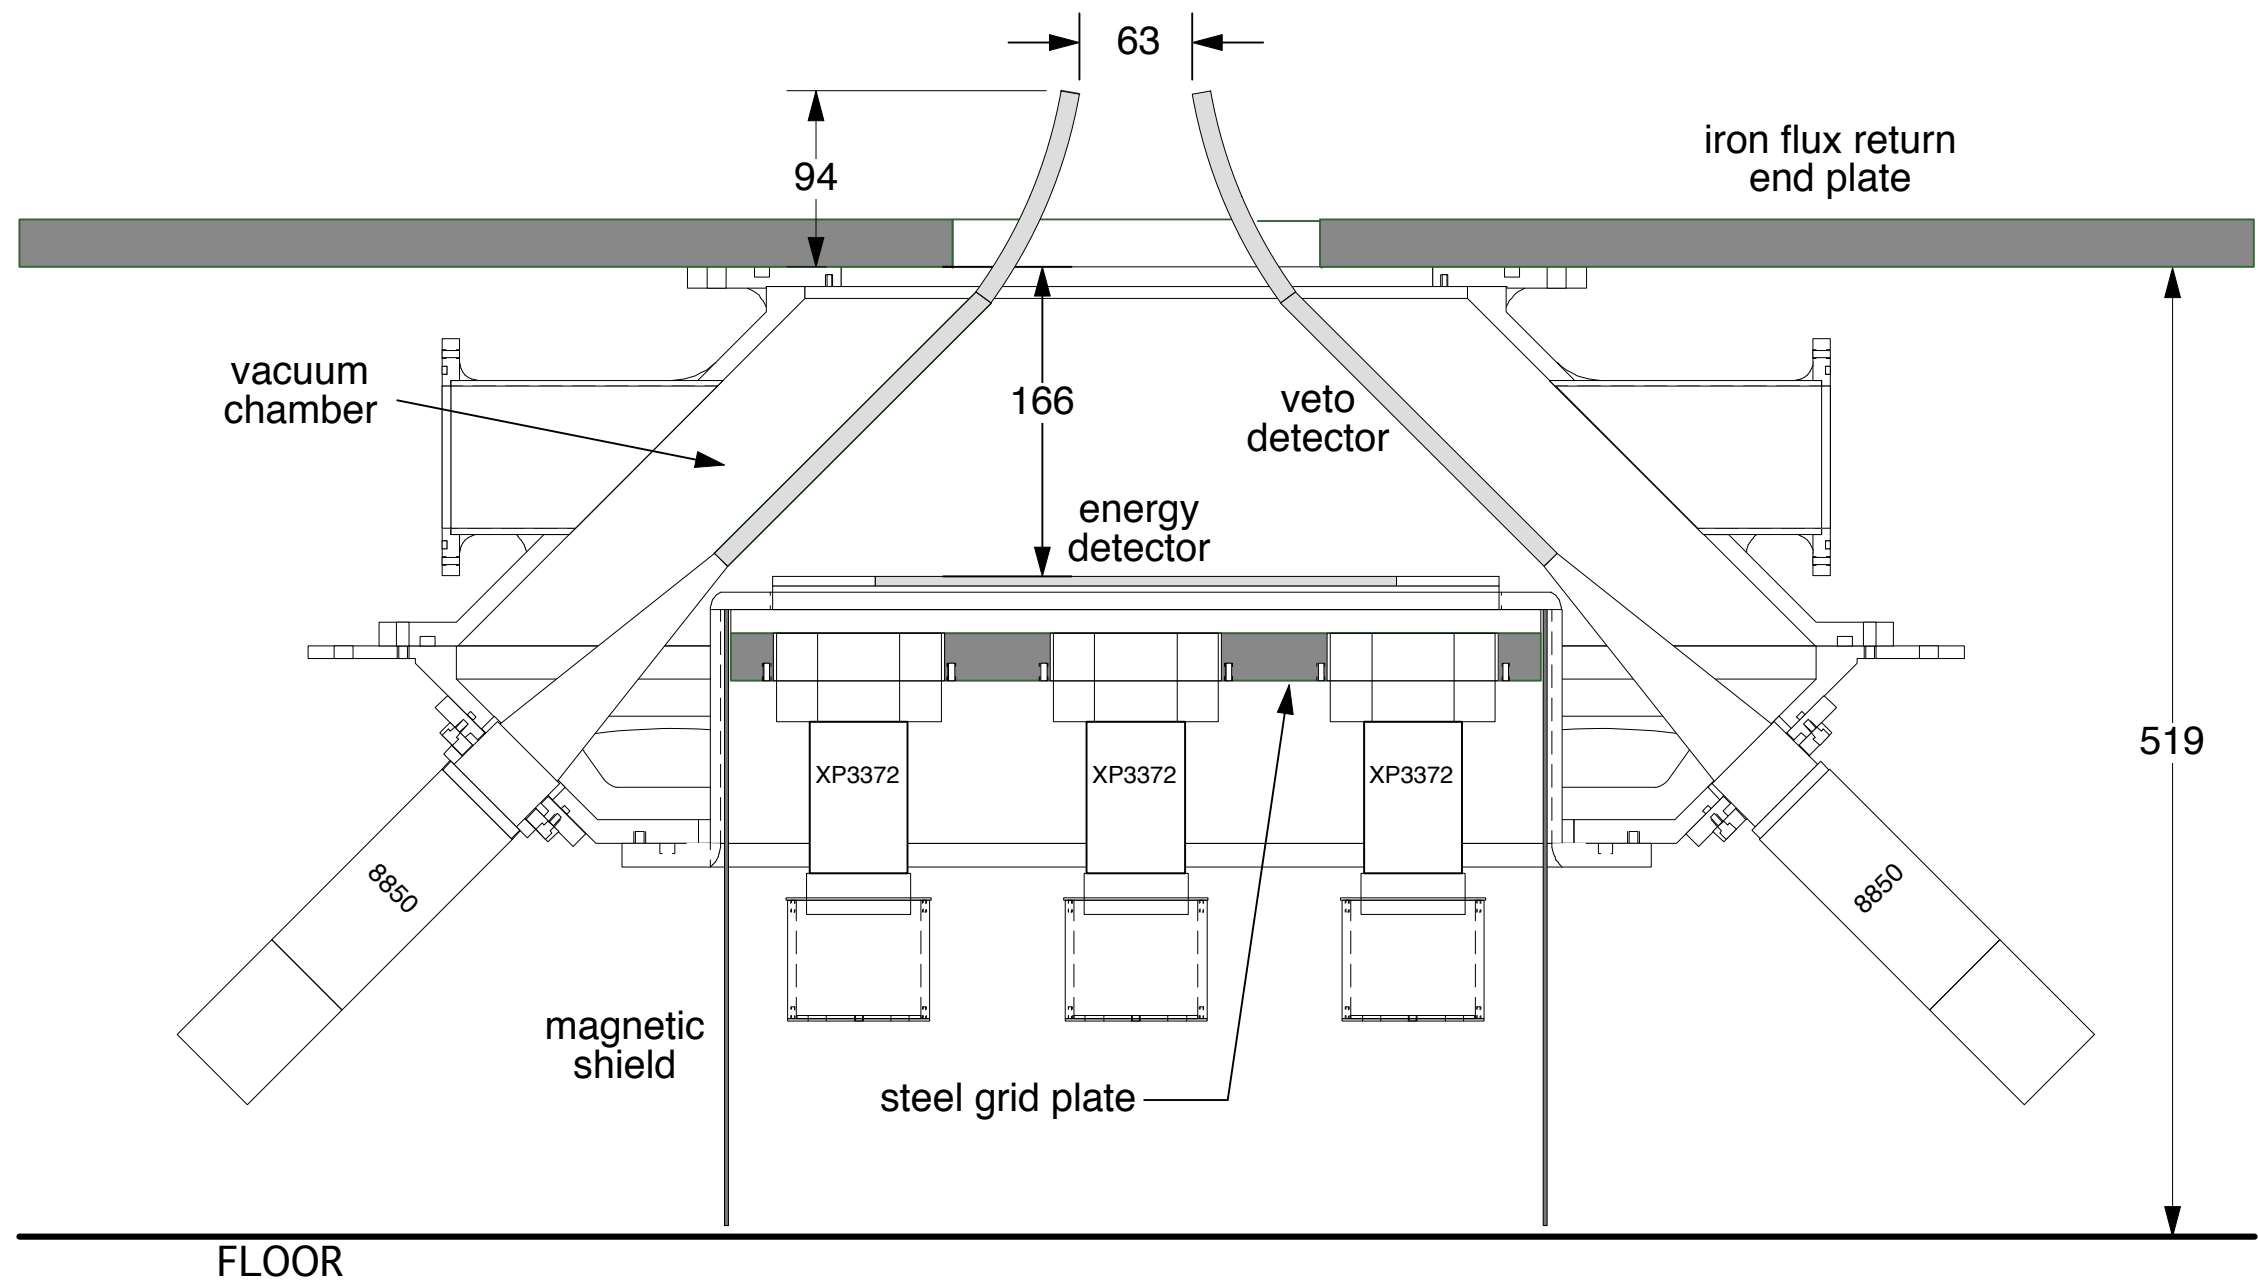 63
iron flux return
end plate
94
vacuum
chamber
166
veto
detector
energy
detector
519
XP3372
XP3372
XP3372
8850
8850
magnetic
shield
steel grid plate
FLOOR